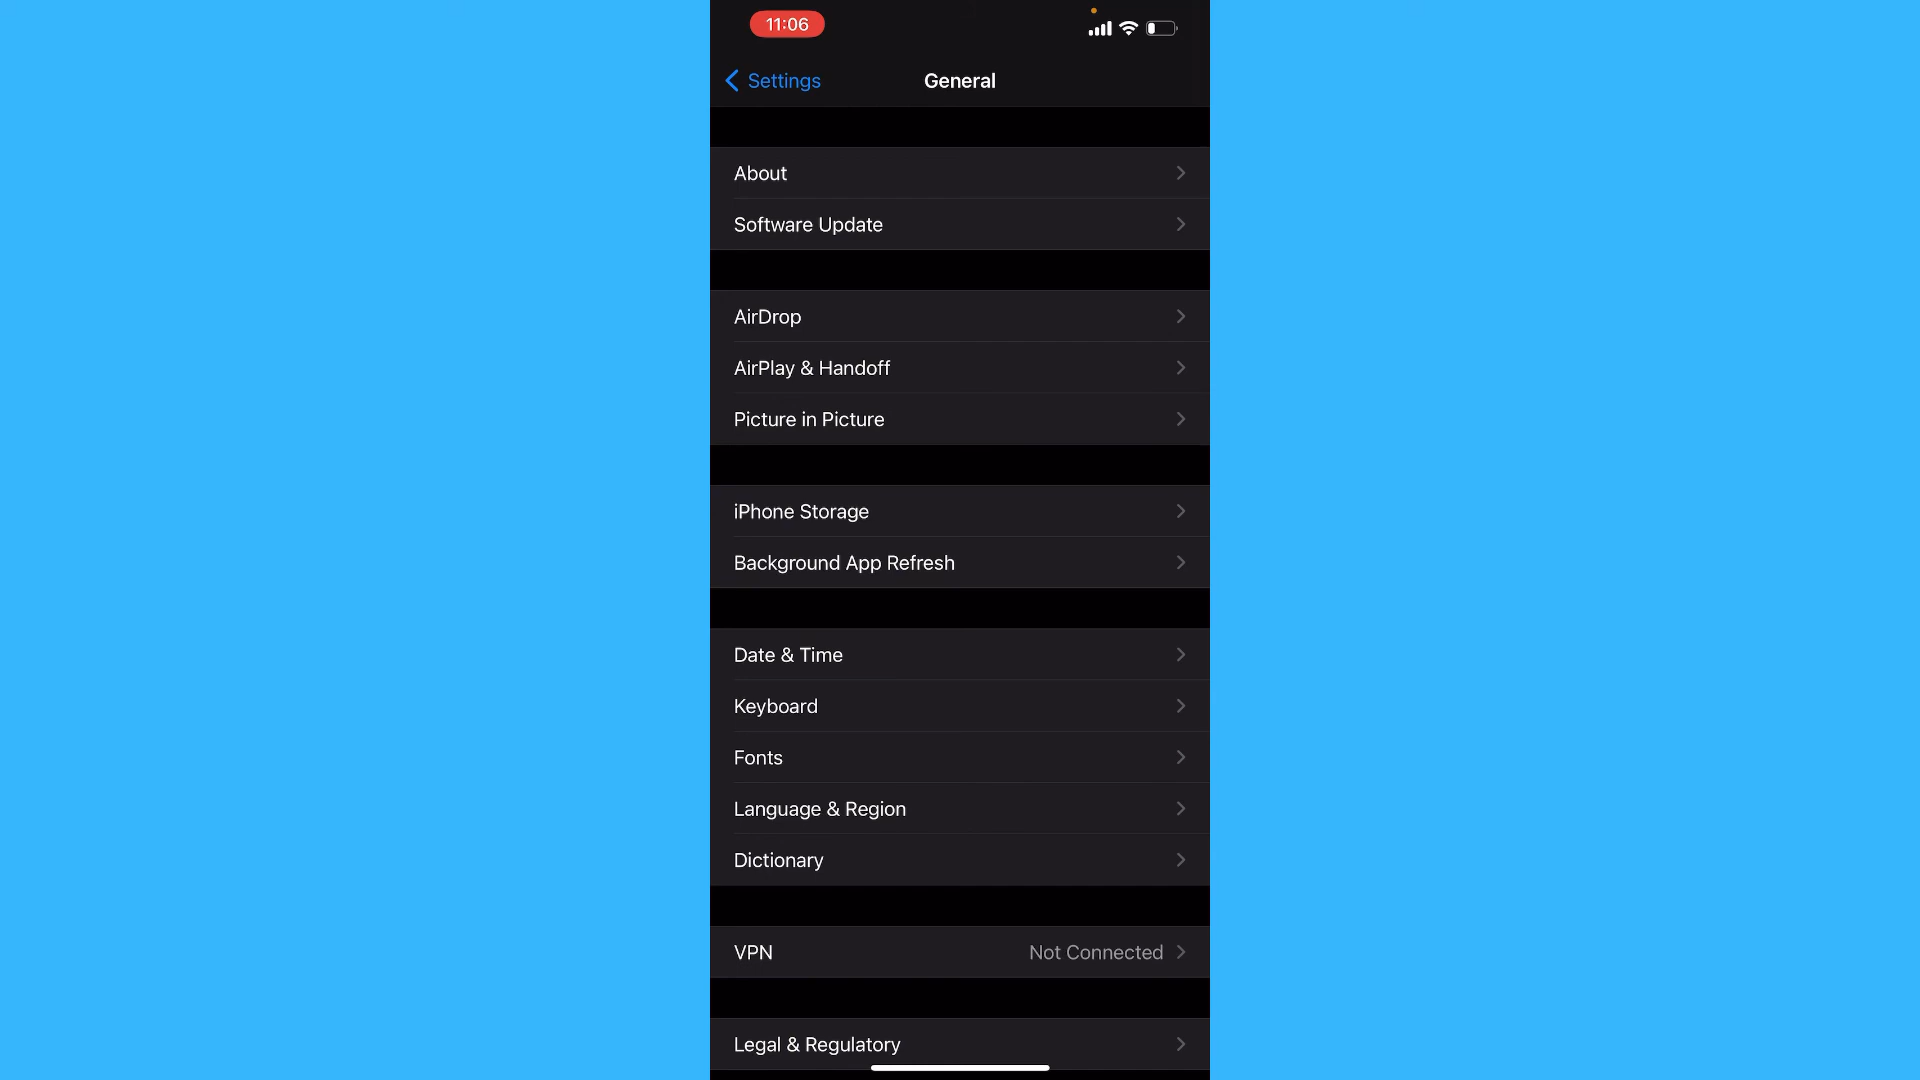 11:06
Settings
General
About
Software Update
AirDrop
AirPlay & Handoff
Picture in Picture
iPhone Storage
Background App Refresh
Date & Time
Keyboard
Fonts
Language & Region
Dictionary
VPN Not Connected
Legal & Regulatory